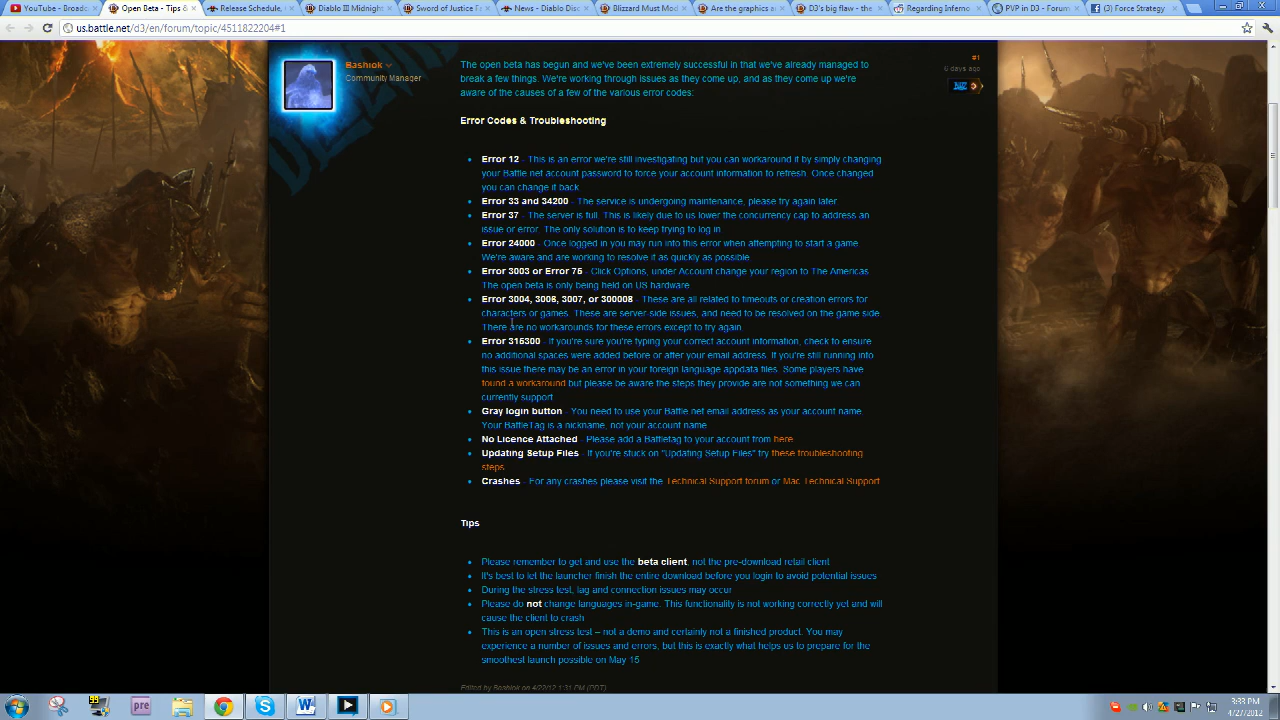 YouTube - Broadc
Open Beta - Tips &
Release Schedule,
Diablo III Midnight
Sword of Justice
News - Diablo Disc
Blizzard Must Mod
Are the graphics a
D3's big flaw - the
Regarding Inferno
PVP in D3 - Forum
(3) Force Strategy
us.battle.net/d3/en/forum/topic/4511822204#1
Bashiok
Community Manager
#1
6 days ago
The open beta has begun and we've been extremely successful in that we've already managed to
break a few things. We're working through issues as they come up, and as they come up we're
aware of the causes of a few of the various error codes:
Error Codes & Troubleshooting
Error 12 - This is an error we're still investigating but you can workaround it by simply changing
your Battle.net account password to force your account information to refresh. Once changed
you can change it back.
Error 33 and 34200 - The service is undergoing maintenance, please try again later.
Error 37 - The server is full. This is likely due to us lower the concurrency cap to address an
issue or error. The only solution is to keep trying to log in.
Error 24000 - Once logged in you may run into this error when attempting to start a game.
We're aware and are working to resolve it as quickly as possible.
Error 3003 or Error 75 - Click Options, under Account change your region to The Americas.
The open beta is only being held on US hardware.
Error 3004, 3006, 3007, or 300008 - These are all related to timeouts or creation errors for
characters or games. These are server-side issues, and need to be resolved on the game side.
There are no workarounds for these errors except to try again.
Error 315300 - If you're sure you're typing your correct account information, check to ensure
no additional spaces were added before or after your email address. If you're still running into
this issue there may be an error in your foreign language appdata files. Some players have
found a workaround but please be aware the steps they provide are not something we can
currently support.
Gray login button - You need to use your Battle.net email address as your account name.
Your BattleTag is a nickname, not your account name.
No Licence Attached - Please add a Battletag to your account from here.
Updating Setup Files - If you're stuck on "Updating Setup Files" try these troubleshooting
steps.
Crashes - For any crashes please visit the Technical Support forum or Mac Technical Support
Tips
Please remember to get and use the beta client, not the pre-download retail client.
It's best to let the launcher finish the entire download before you login to avoid potential issues
During the stress test, lag and connection issues may occur
Please do not change languages in-game. This functionality is not working correctly yet and will
cause the client to crash
This is an open stress test – not a demo and certainly not a finished product. You may
experience a number of issues and errors, but this is exactly what helps us to prepare for the
smoothest launch possible on May 15
Edited by Bashiok on 4/22/12 1:31 PM (PDT)
99
pre
3:33 PM
4/27/2012